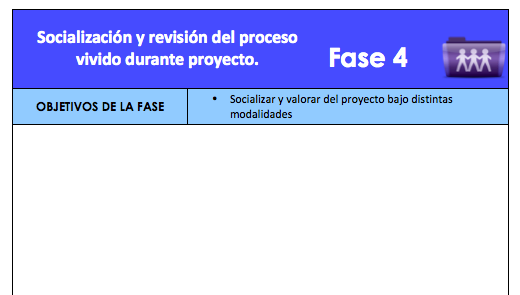 Socialización y revisión del proceso
vivido durante proyecto.
Fase 4
OBJETIVOS DE LA FASE
• Socializar y valorar del proyecto bajo distintas
modalidades